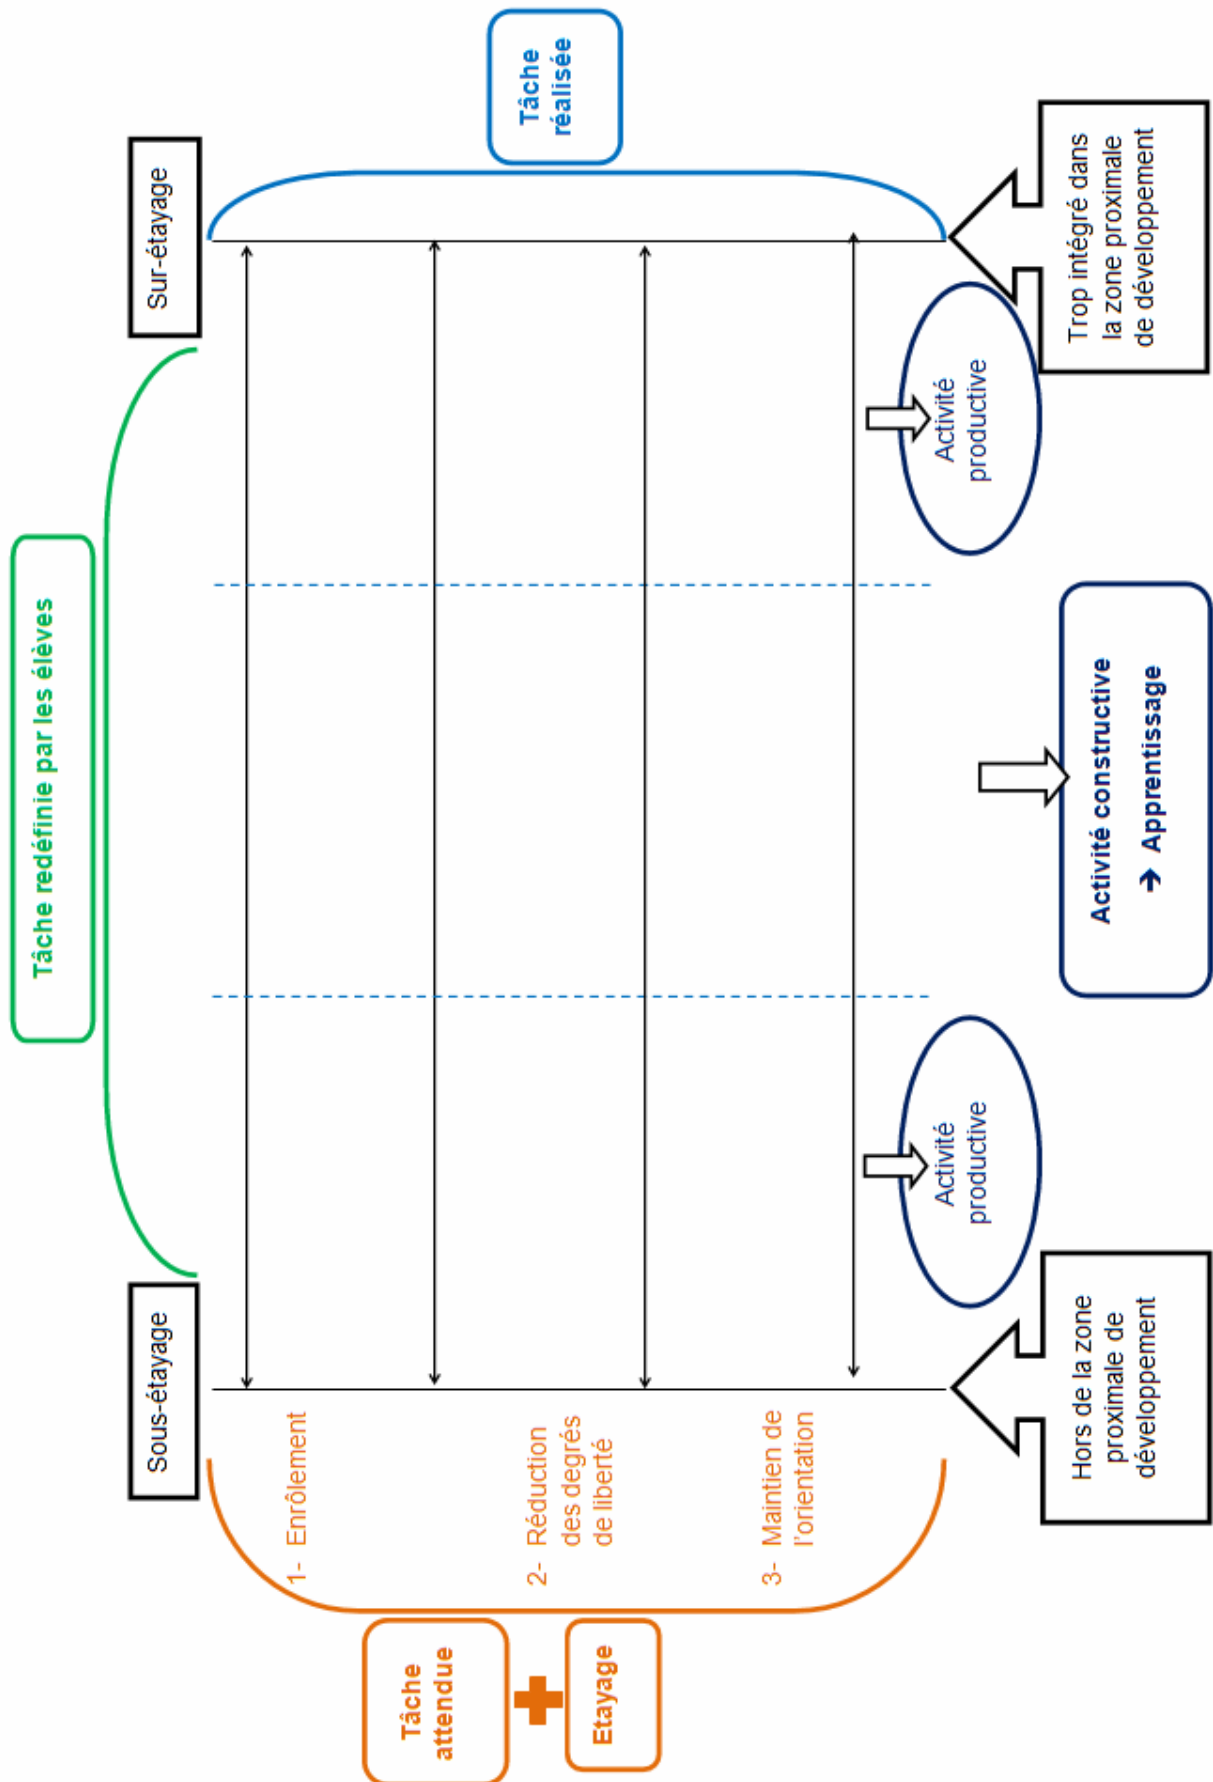 Tâche redéfinie par les élèves
Sous-étayage
Sur-étayage
Tâche
attendue
Etayage
1- Enrôlement
2- Réduction
des degrés
de liberté
3- Maintien de
l'orientation
Tâche
réalisée
Activité
productive
Activité
productive
Hors de la zone
proximale de
développement
Activité constructive
➔ Apprentissage
Trop intégré dans
la zone proximale
de développement